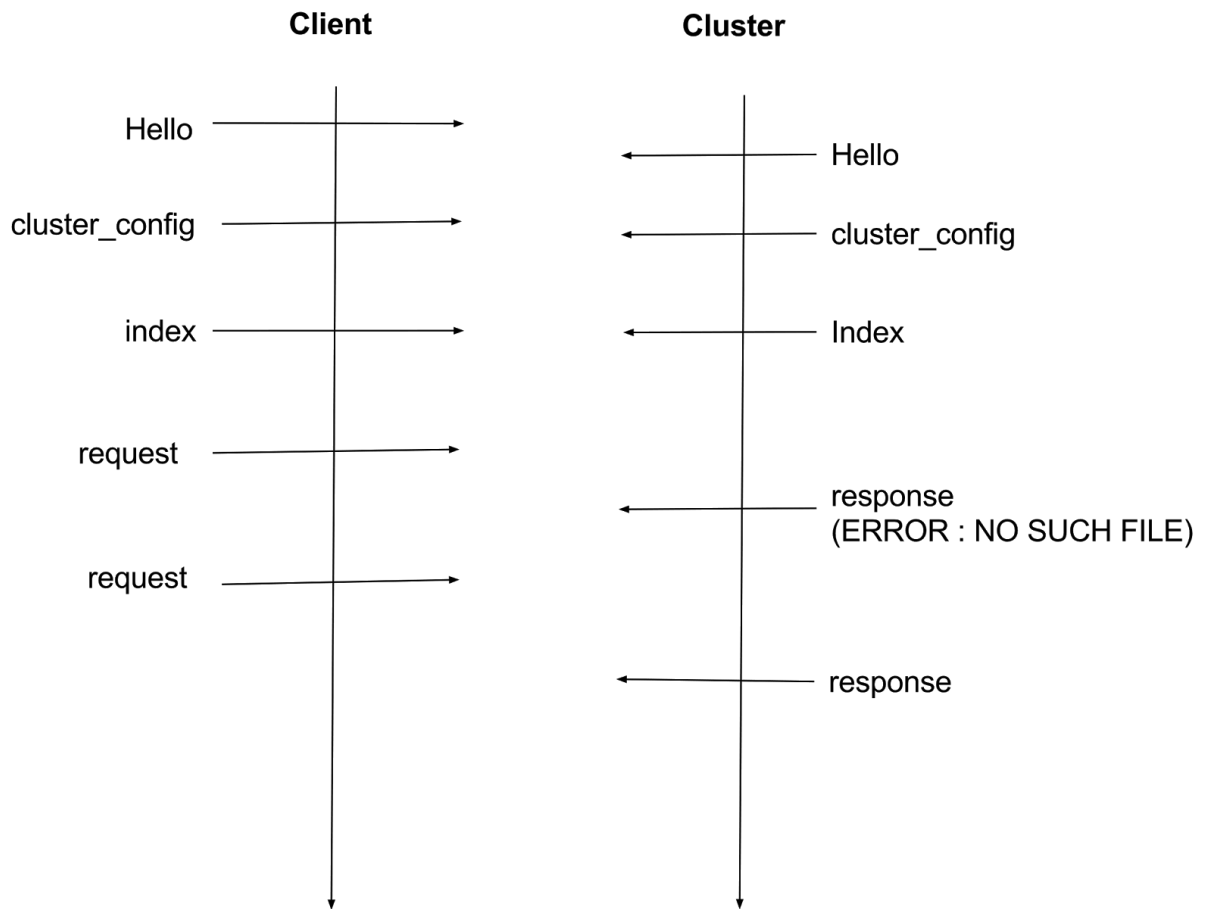 Client
Cluster
Hello
Hello
cluster_config
cluster_config
index
Index
request
response
(ERROR : NO SUCH FILE)
request
response